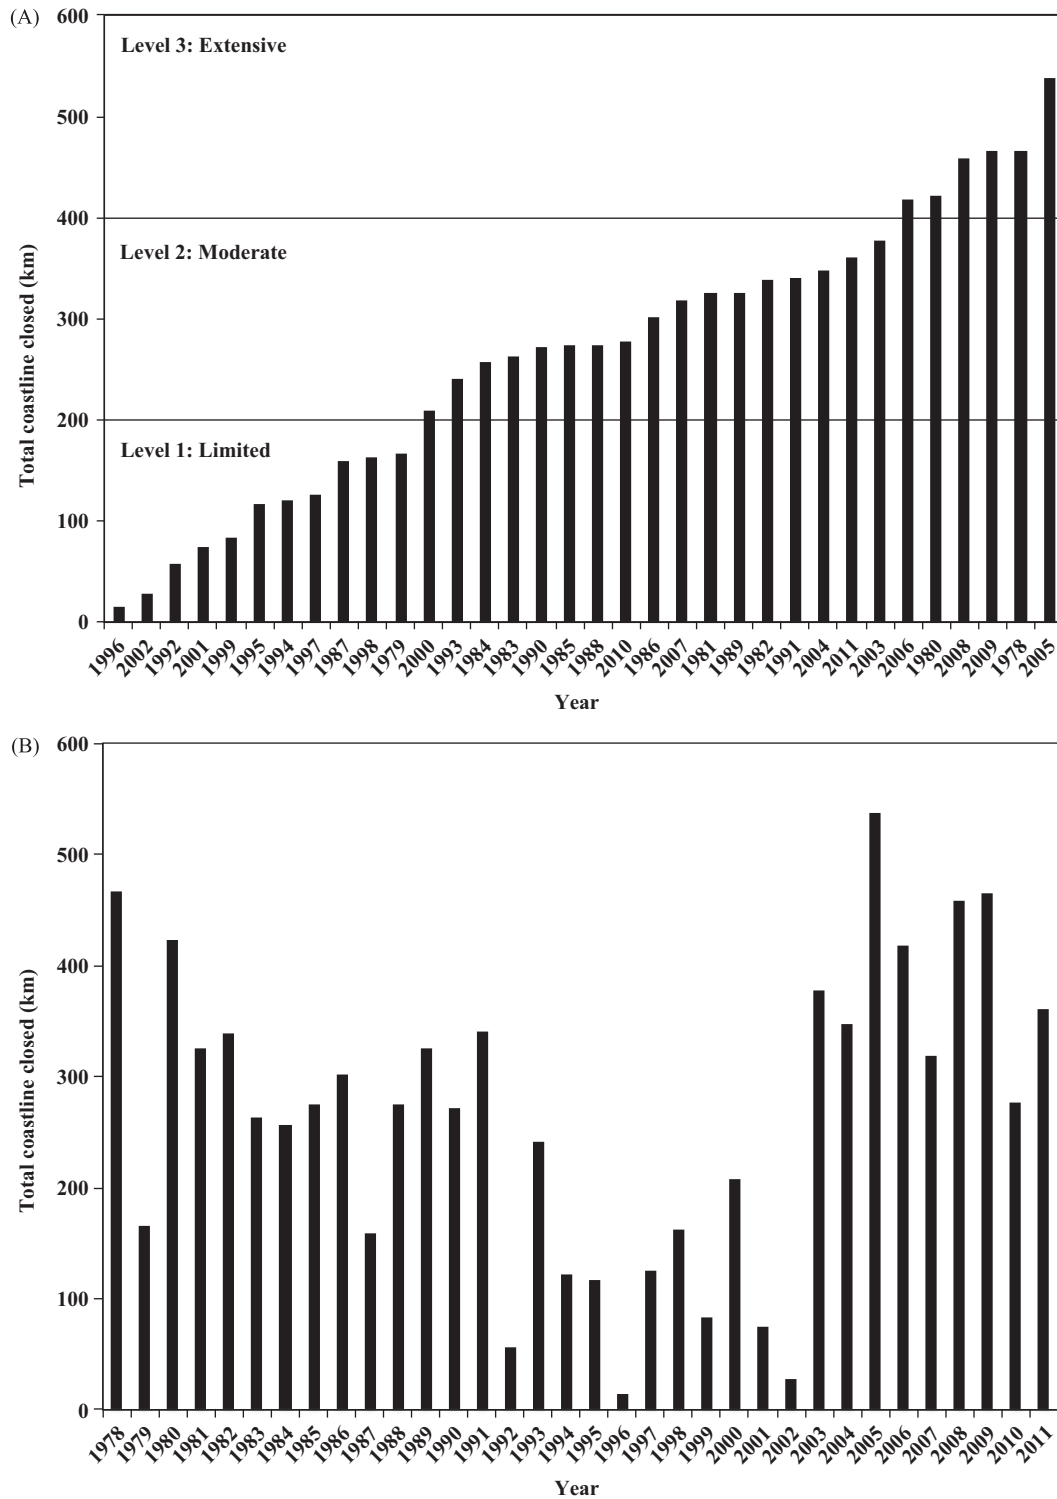 (A)
600
500
400
300
200
100
0
Total coastline closed (km)
Level 3: Extensive
Level 2: Moderate
Level 1: Limited
1996 2002 1992 2001 1999 1995 1994 1997 1987 1998 1979 2000 1993 1984 1983 1990 1985 1988 2010 1986 2007 1981 1989 1982 1991 2004 2011 2003 2006 1980 2008 2009 1978 2005
Year
(B)
600
500
400
300
200
100
0
Total coastline closed (km)
1978 1979 1980 1981 1982 1983 1984 1985 1986 1987 1988 1989 1990 1991 1992 1993 1994 1995 1996 1997 1998 1999 2000 2001 2002 2003 2004 2005 2006 2007 2008 2009 2010 2011
Year